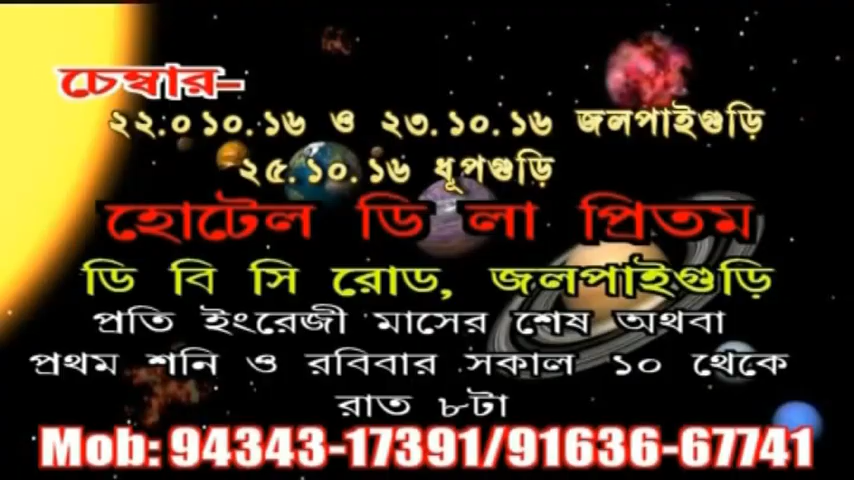 চেম্বার-
২২.০১০.১৬ ও ২৩.১০.১৬ জলপাইগুড়ি
২৫.১০.১৬ ধূপগুড়ি
হোটেল ডি লা প্রিতম
ডি বি সি রোড, জলপাইগুড়ি
প্রতি ইংরেজী মাসের শেষ অথবা
প্রথম শনি ও রবিবার সকাল ১০ থেকে
রাত ৮টা
Mob: 94343-17391/91636-67741